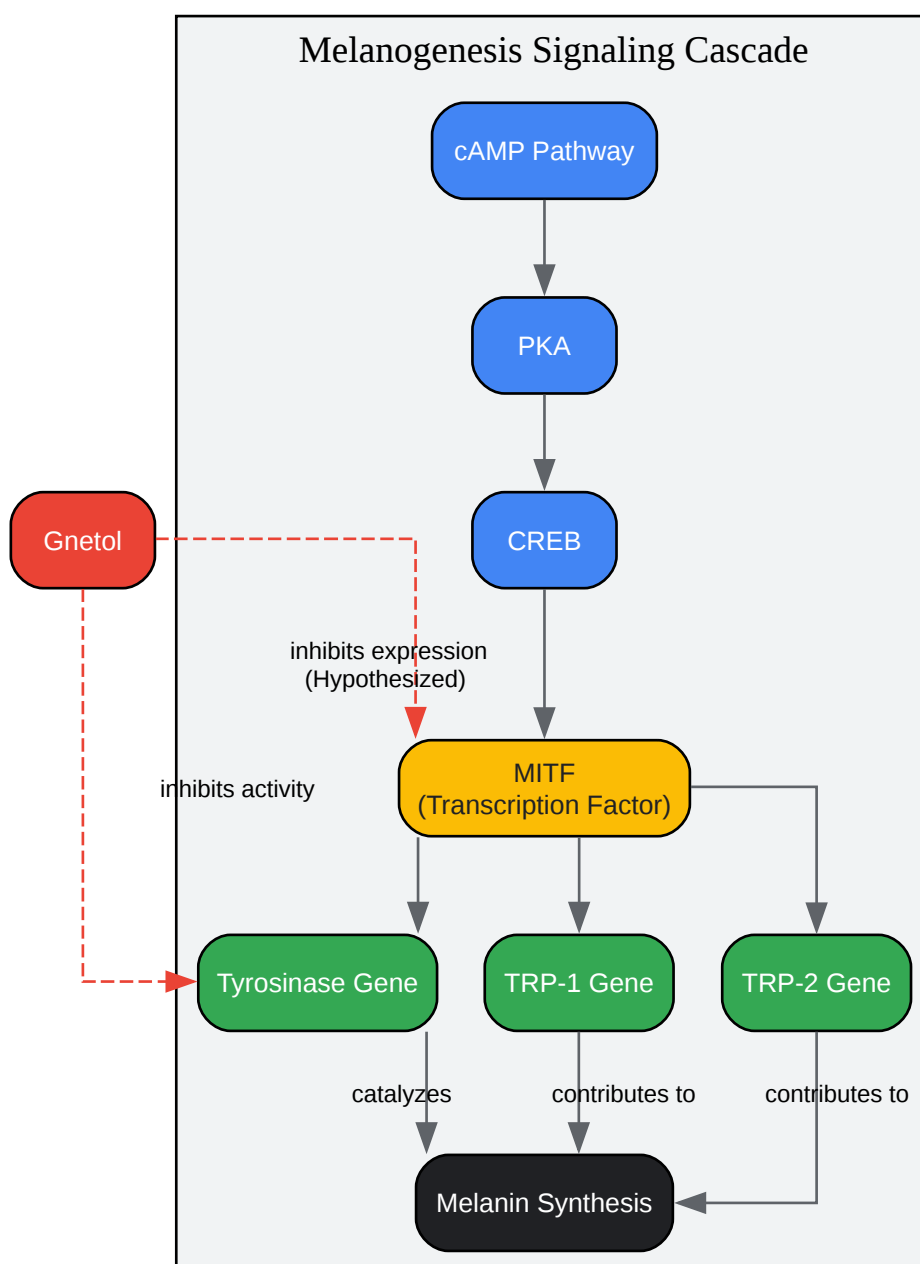 Melanogenesis Signaling Cascade
cAMP Pathway
PKA
Gnetol
CREB
inhibits expression
(Hypothesized)
MITF
(Transcription Factor)
inhibits activity
Tyrosinase Gene
TRP-1 Gene
TRP-2 Gene
catalyzes
contributes to
contributes to
Melanin Synthesis